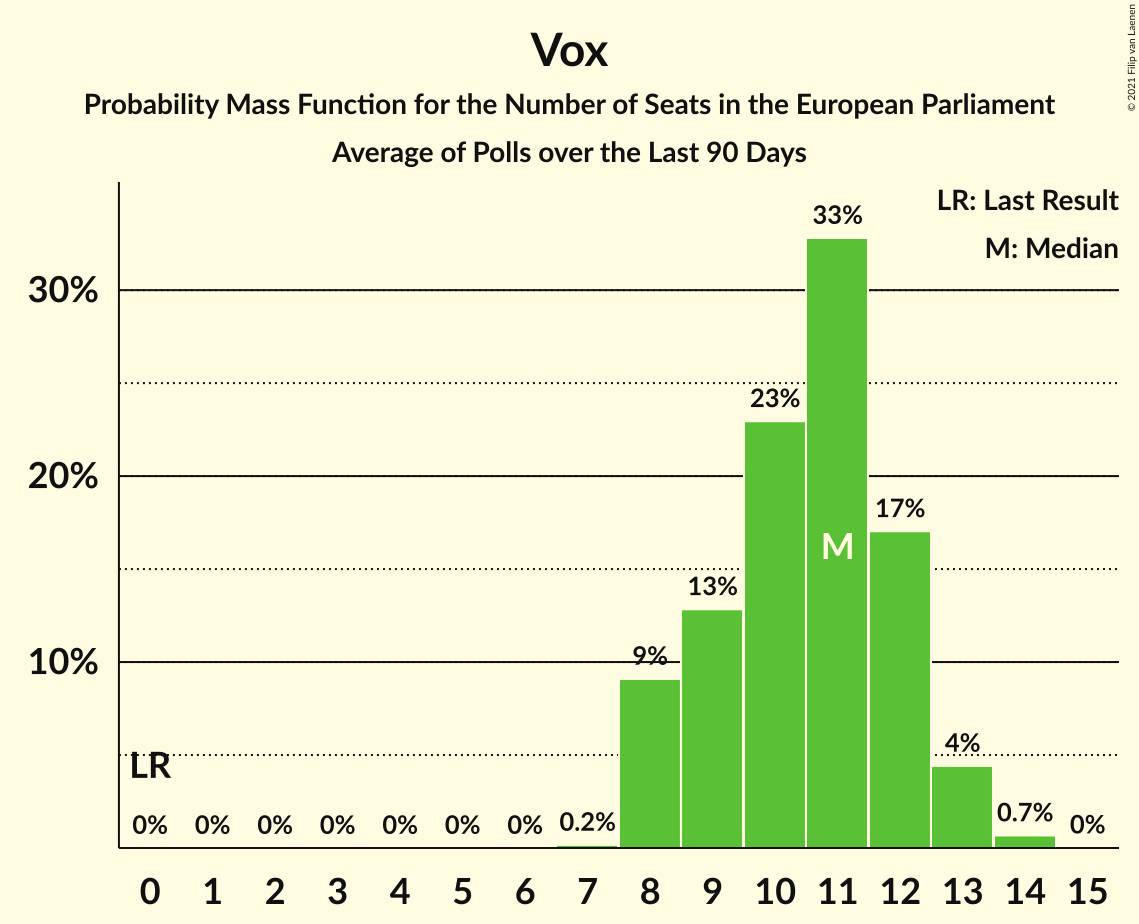 Vox
Probability Mass Function for the Number of Seats in the European Parliament
Average of Polls over the Last 90 Days
© 2021 Filip van Laenen
LR: Last Result
M: Median
33%
30%
23%
20%
17%
M
13%
10%
9%
4%
LR
0% 0% 0% 0% 0% 0% 0% 0.2% 0.7% 0%
0 1 2 3 4 5 6 7 8 9 10 11 12 13 14 15